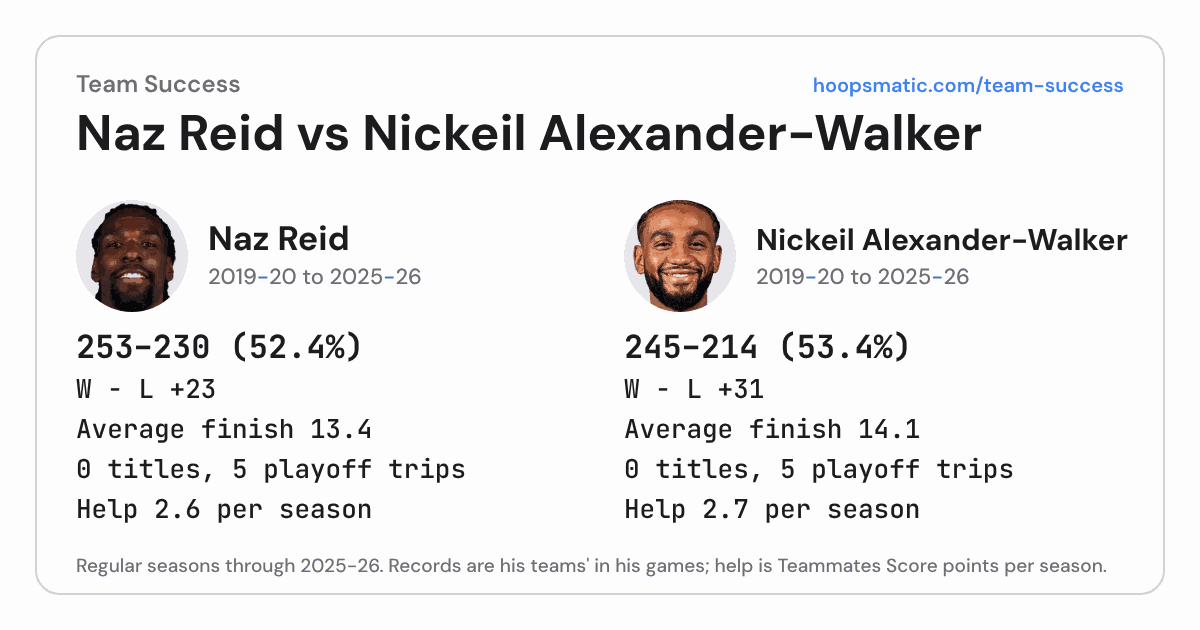 Team Success
hoopsmatic.com/team-success
Naz Reid vs Nickeil Alexander-Walker
Naz Reid
2019-20 to 2025-26
253-230 (52.4%)
W - L +23
Average finish 13.4
0 titles, 5 playoff trips
Help 2.6 per season
Nickeil Alexander-Walker
2019-20 to 2025-26
245-214 (53.4%)
W - L +31
Average finish 14.1
0 titles, 5 playoff trips
Help 2.7 per season
Regular seasons through 2025-26. Records are his teams' in his games; help is Teammates Score points per season.